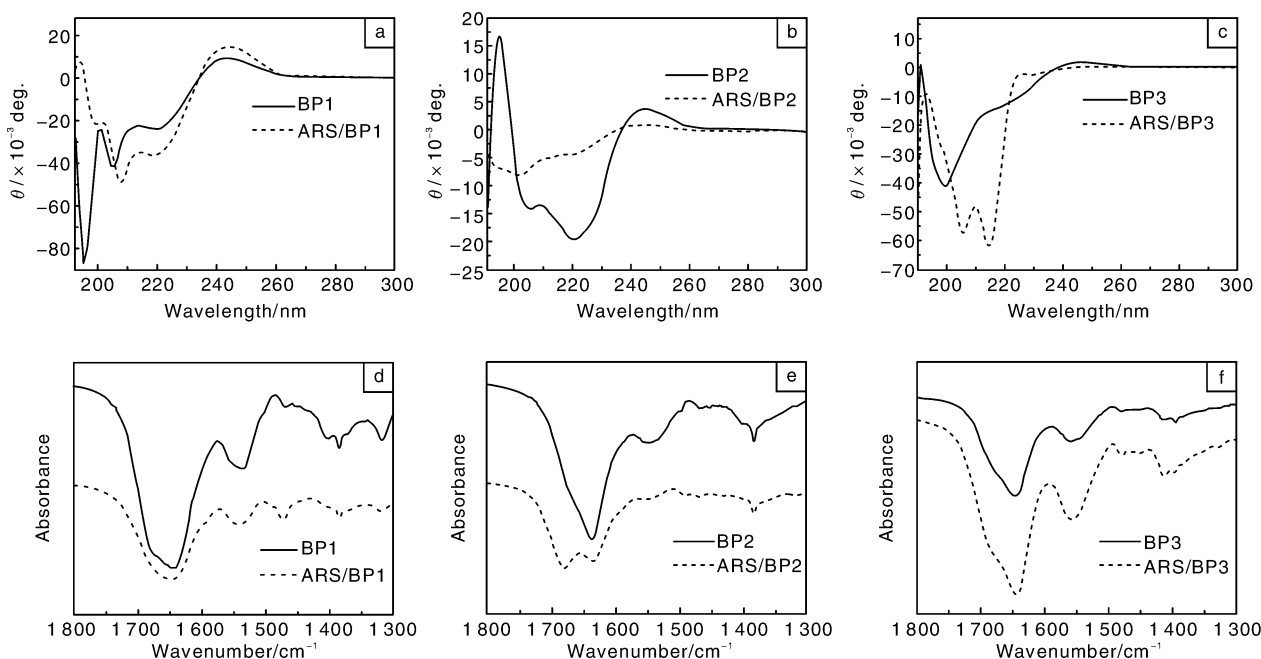 a
20
0
−20
−40
−60
−80
θ / × 10⁻³ deg.
BP1
ARS/BP1
200 220 240 260 280 300
Wavelength/nm
b
20
15
10
5
0
−5
−10
−15
−20
−25
θ / × 10⁻³ deg.
BP2
ARS/BP2
200 220 240 260 280 300
Wavelength/nm
c
10
0
−10
−20
−30
−40
−50
−60
−70
θ / × 10⁻³ deg.
BP3
ARS/BP3
200 220 240 260 280 300
Wavelength/nm
d
Absorbance
BP1
ARS/BP1
1 800 1 700 1 600 1 500 1 400 1 300
Wavenumber/cm⁻¹
e
Absorbance
BP2
ARS/BP2
1 800 1 700 1 600 1 500 1 400 1 300
Wavenumber/cm⁻¹
f
Absorbance
BP3
ARS/BP3
1 800 1 700 1 600 1 500 1 400 1 300
Wavenumber/cm⁻¹